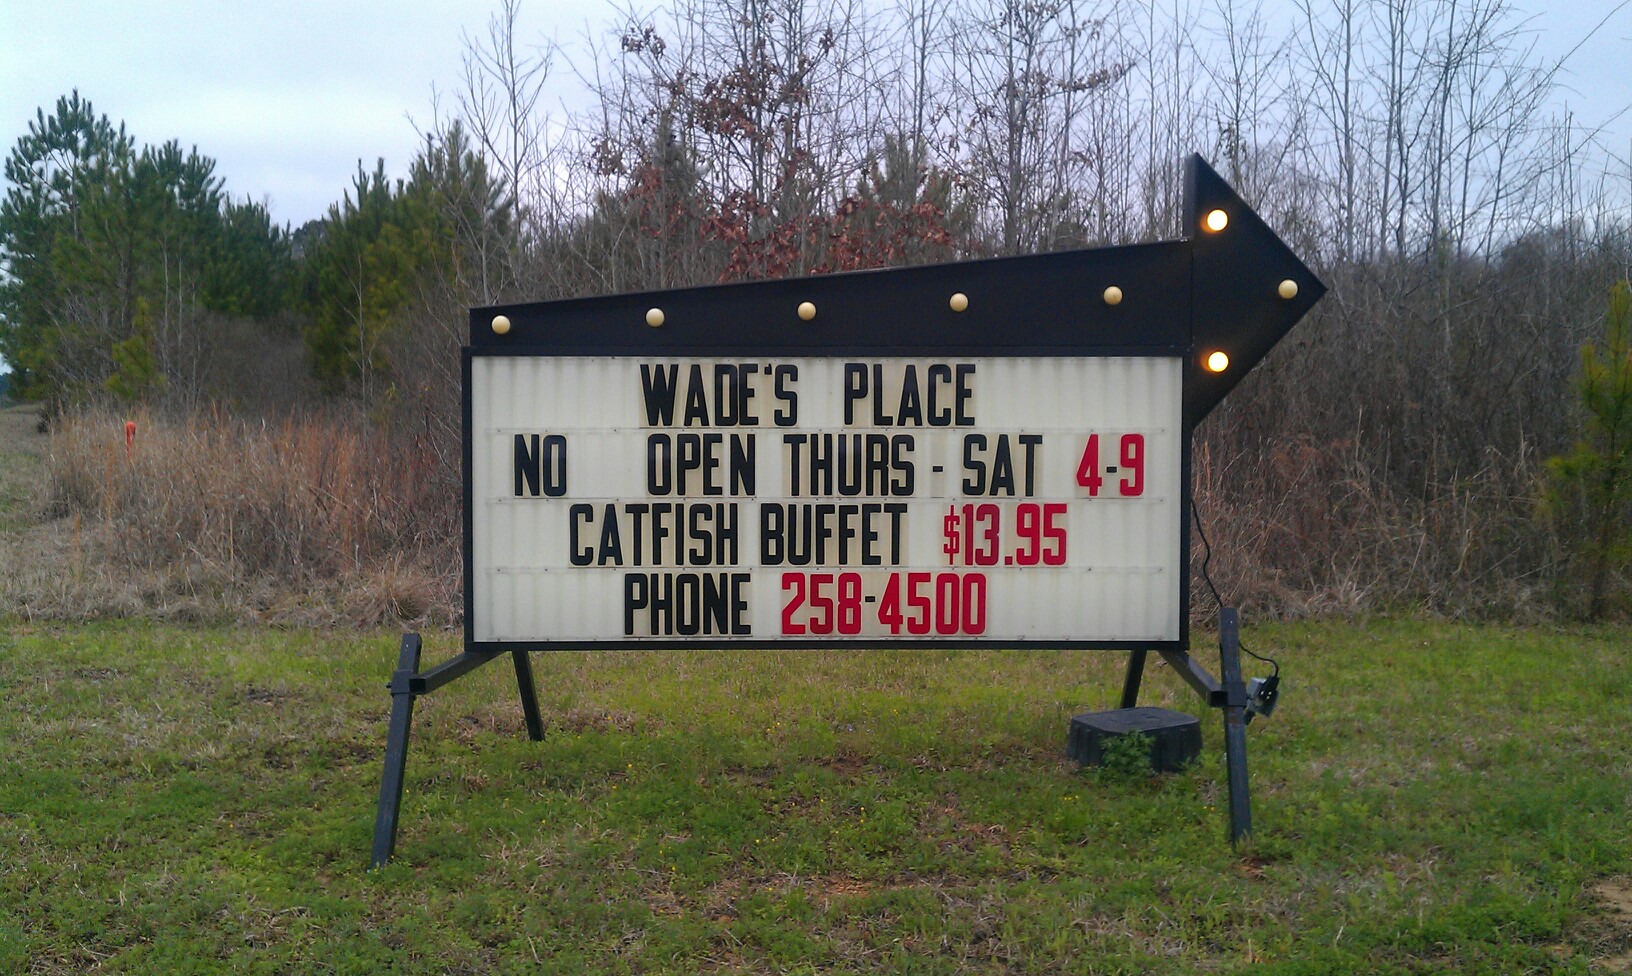 WADE'S PLACE
NO OPEN THURS - SAT 4-9
CATFISH BUFFET $13.95
PHONE 258-4500